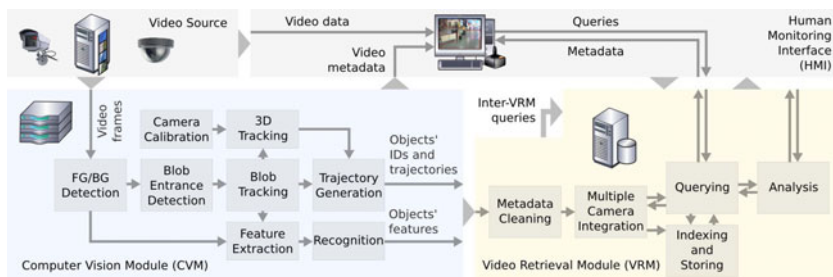 Video Source
Video data
Video
metadata
Queries
Metadata
Human
Monitoring
Interface
(HMI)
Video
frames
Camera
Calibration
3D
Tracking
FG/BG
Detection
Blob
Entrance
Detection
Blob
Tracking
Trajectory
Generation
Feature
Extraction
Recognition
Objects'
IDs and
trajectories
Objects'
features
Computer Vision Module (CVM)
Inter-VRM
queries
Metadata
Cleaning
Multiple
Camera
Integration
Querying
Analysis
Indexing
and
Storing
Video Retrieval Module (VRM)